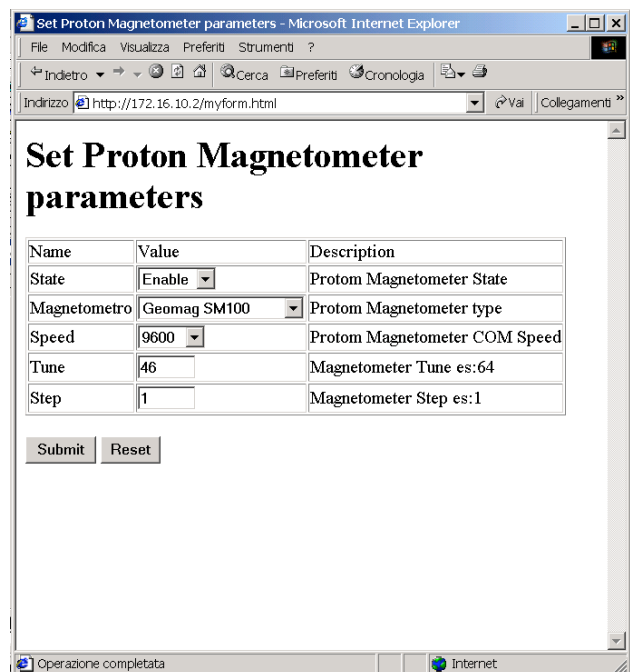 Set Proton Magnetometer parameters - Microsoft Internet Explorer
File Modifica Visualizza Preferiti Strumenti ?
Indietro Cerca Preferiti Cronologia
Indirizzo http://172.16.10.2/myform.html Vai Collegamenti »
Set Proton Magnetometer
parameters
Name Value Description
State Enable Protom Magnetometer State
Magnetometro Geomag SM100 Protom Magnetometer type
Speed 9600 Protom Magnetometer COM Speed
Tune 46 Magnetometer Tune es:64
Step 1 Magnetometer Step es:1
Submit Reset
Operazione completata Internet